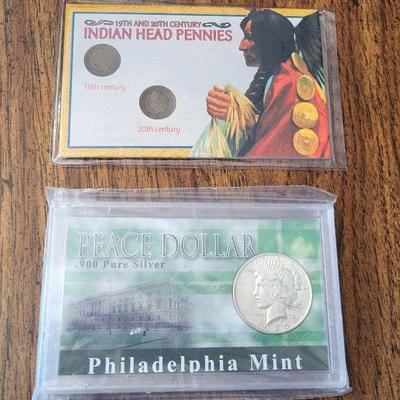 19TH AND 20TH CENTURY
INDIAN HEAD PENNIES
19th century
20th century
PEACE DOLLAR
.900 Pure Silver
Philadelphia Mint